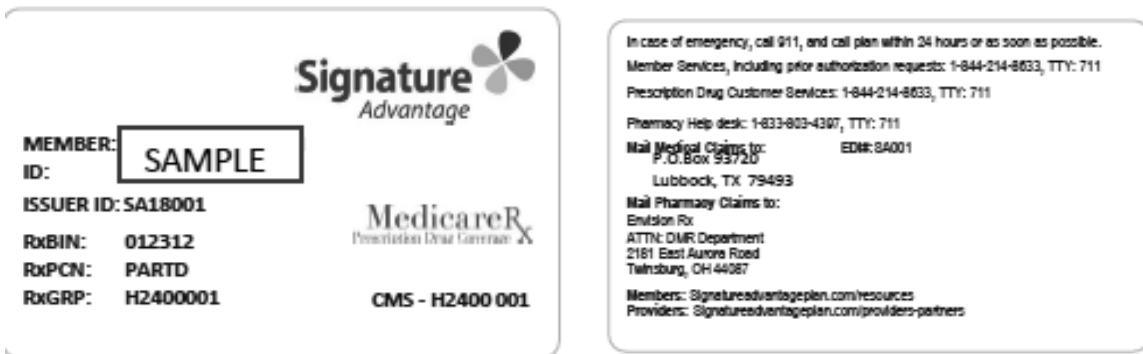 Signature
Advantage
MEMBER:
SAMPLE
ID:
ISSUER ID: SA18001
MedicareRx
Prescription Drug Coverage
RxBIN: 012312
RxPCN: PARTD
RxGRP: H2400001
CMS - H2400 001
In case of emergency, call 911, and call plan within 24 hours or as soon as possible.
Member Services, including prior authorization requests: 1-844-214-8633, TTY: 711
Prescription Drug Customer Services: 1-844-214-8633, TTY: 711
Pharmacy Help desk: 1-833-803-4397, TTY: 711
Mail Medical Claims to: EDI#: SA001
P.O.Box 93720
Lubbock, TX 79493
Mail Pharmacy Claims to:
Envision Rx
ATTN: DMR Department
2181 East Aurora Road
Twinsburg, OH 44087
Members: Signatureadvantageplan.com/resources
Providers: Signatureadvantageplan.com/providers-partners